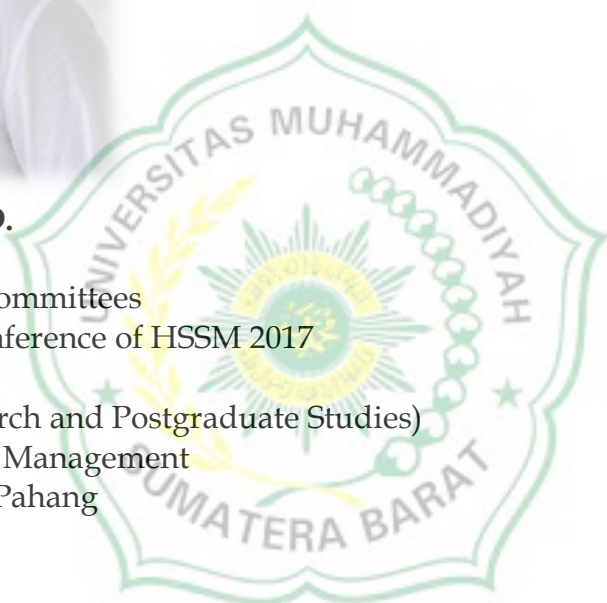 UNIVERSITAS MUHAMMADIYAH
SUMATERA BARAT
D.
ommittees
nference of HSSM 2017
rch and Postgraduate Studies)
Management
Pahang